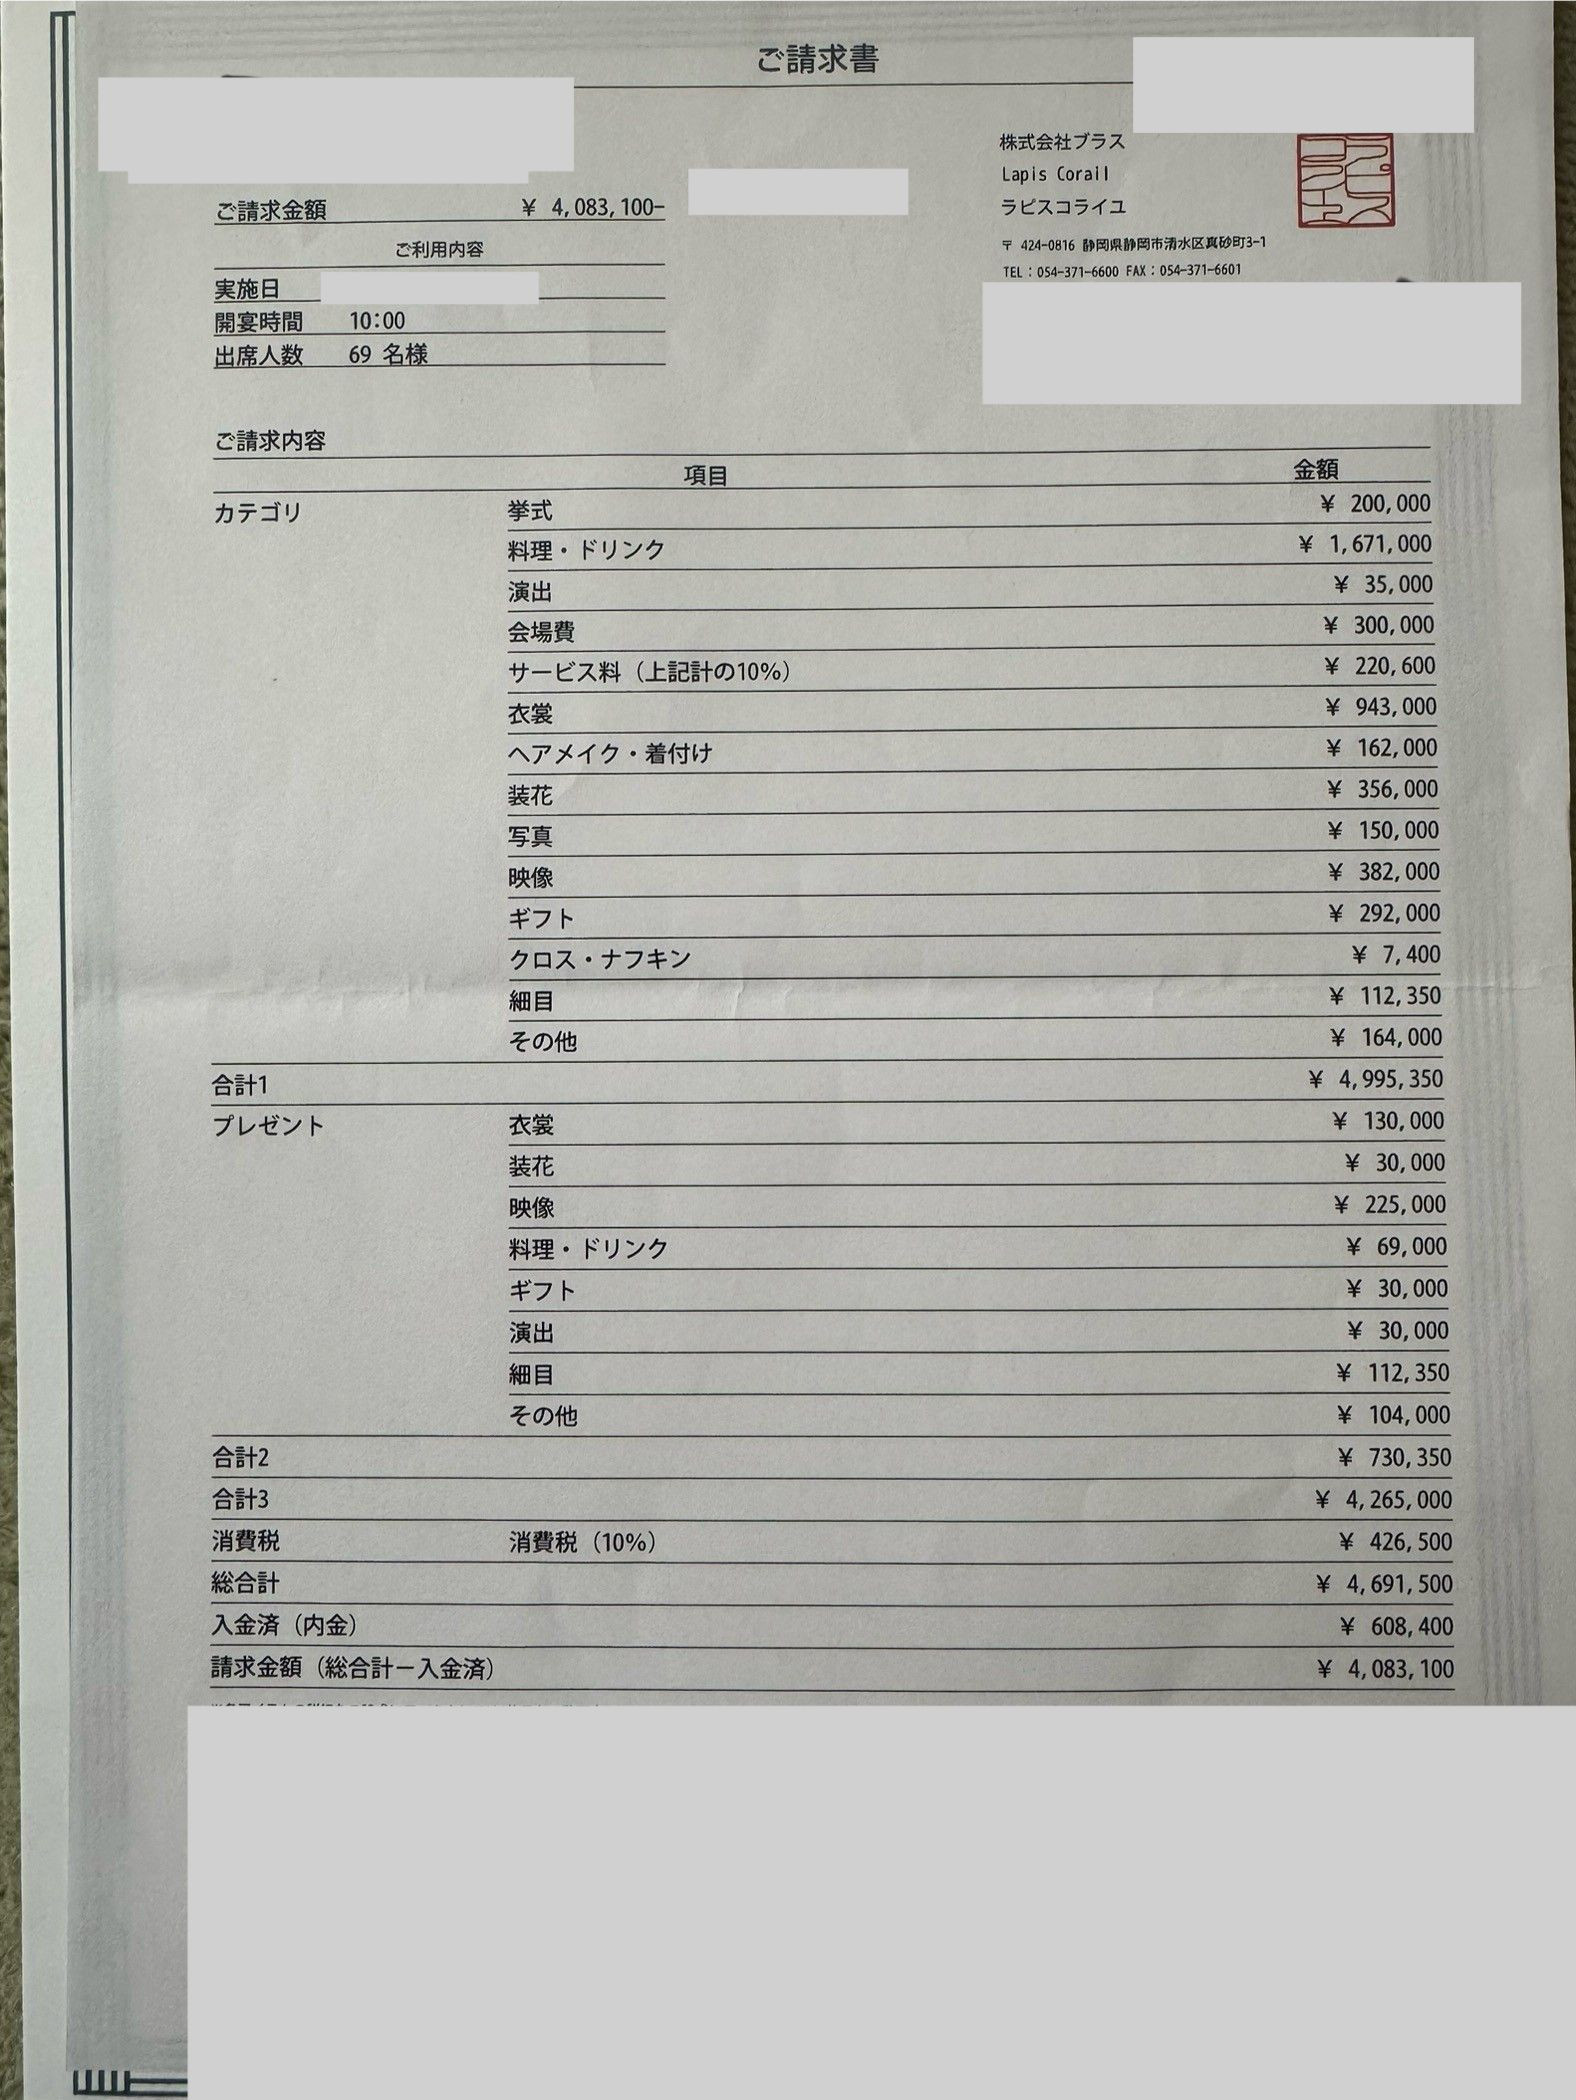 ご請求書
株式会社ブラス
Lapis Corail
ラピスコライユ
〒 424-0816 静岡県静岡市清水区真砂町3-1
TEL：054-371-6600 FAX：054-371-6601
ご請求金額 ¥ 4,083,100-
ご利用内容
実施日
開宴時間 10:00
出席人数 69 名様
ご請求内容
項目 金額
カテゴリ 挙式 ¥ 200,000
料理・ドリンク ¥ 1,671,000
演出 ¥ 35,000
会場費 ¥ 300,000
サービス料（上記計の10%） ¥ 220,600
衣裳 ¥ 943,000
ヘアメイク・着付け ¥ 162,000
装花 ¥ 356,000
写真 ¥ 150,000
映像 ¥ 382,000
ギフト ¥ 292,000
クロス・ナフキン ¥ 7,400
細目 ¥ 112,350
その他 ¥ 164,000
合計1 ¥ 4,995,350
プレゼント 衣裳 ¥ 130,000
装花 ¥ 30,000
映像 ¥ 225,000
料理・ドリンク ¥ 69,000
ギフト ¥ 30,000
演出 ¥ 30,000
細目 ¥ 112,350
その他 ¥ 104,000
合計2 ¥ 730,350
合計3 ¥ 4,265,000
消費税 消費税（10%） ¥ 426,500
総合計 ¥ 4,691,500
入金済（内金） ¥ 608,400
請求金額（総合計－入金済） ¥ 4,083,100